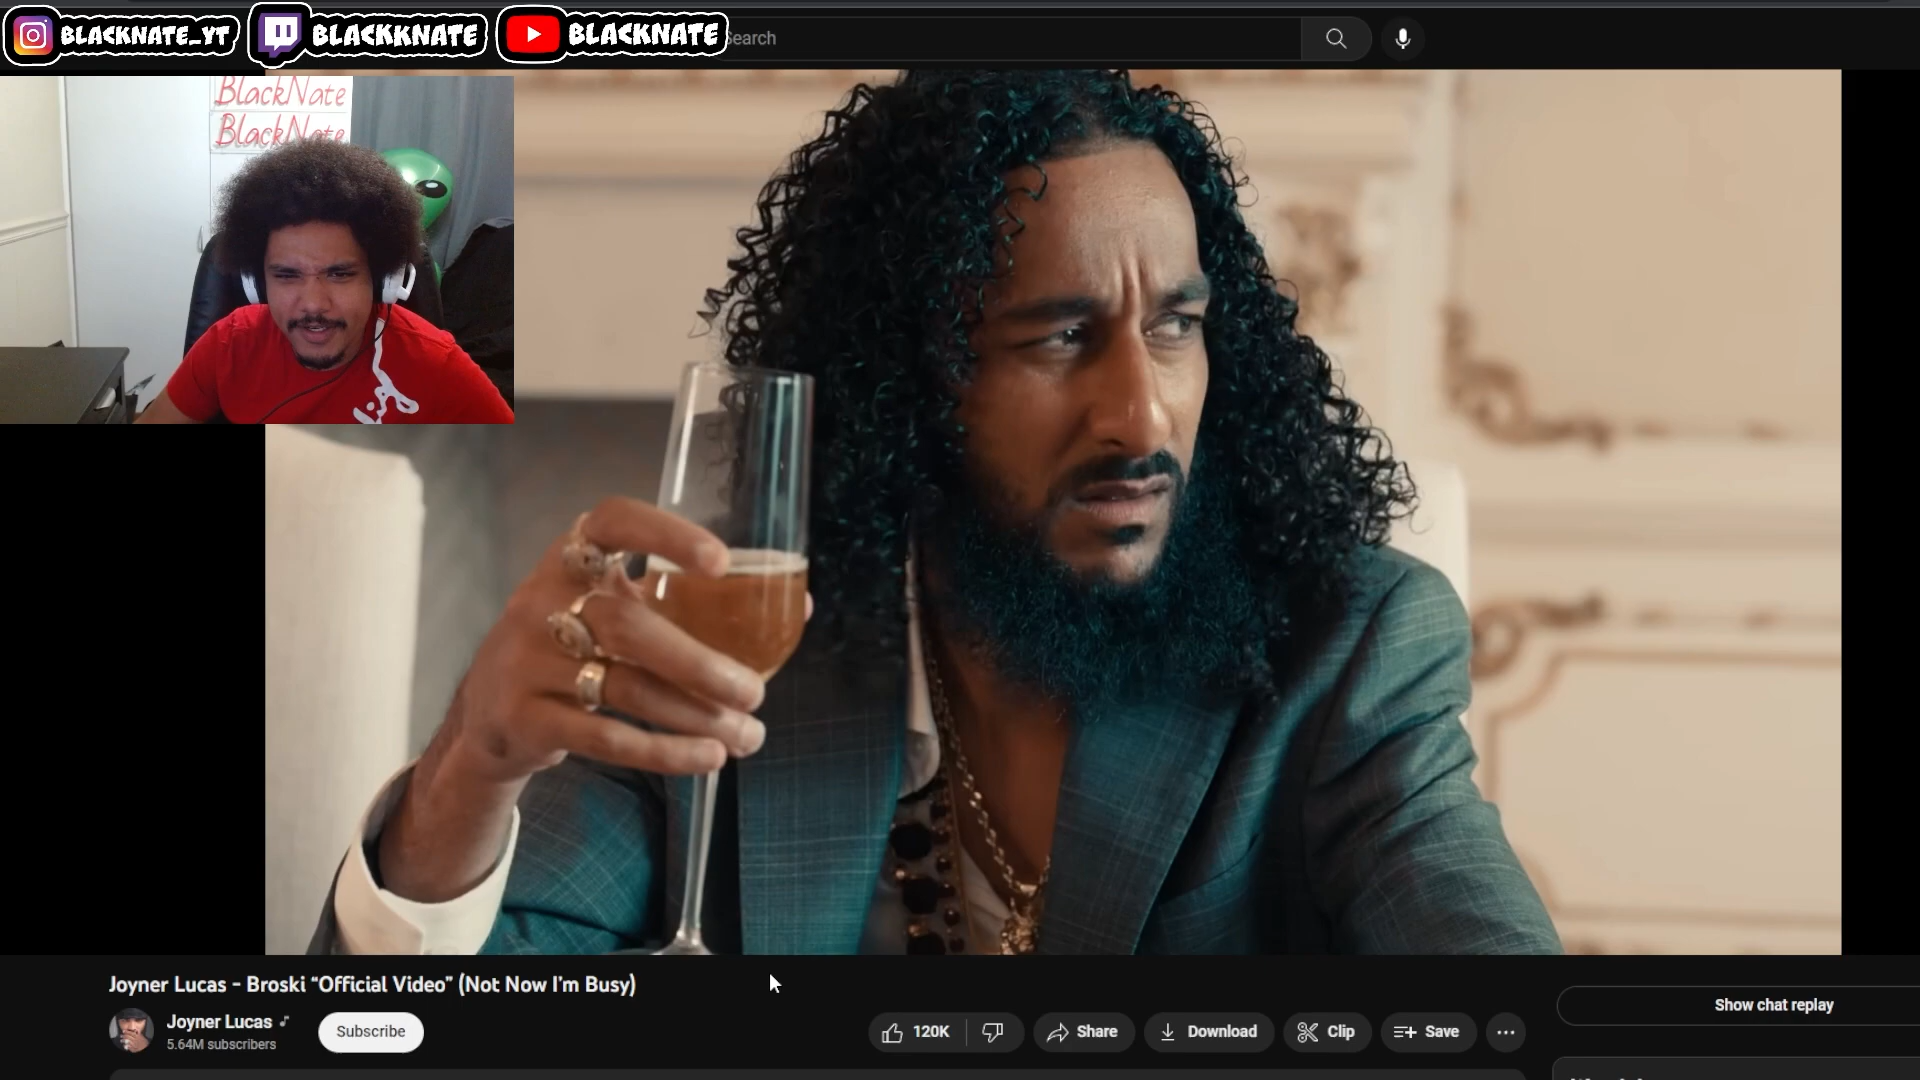 BLACKNATE_YT
BLACKKNATE
BLACKNATE
Search
BlackNate
BlackNate
Joyner Lucas - Broski “Official Video” (Not Now I'm Busy)
Joyner Lucas
5.64M subscribers
Subscribe
120K
Share
Download
Clip
Save
Show chat replay